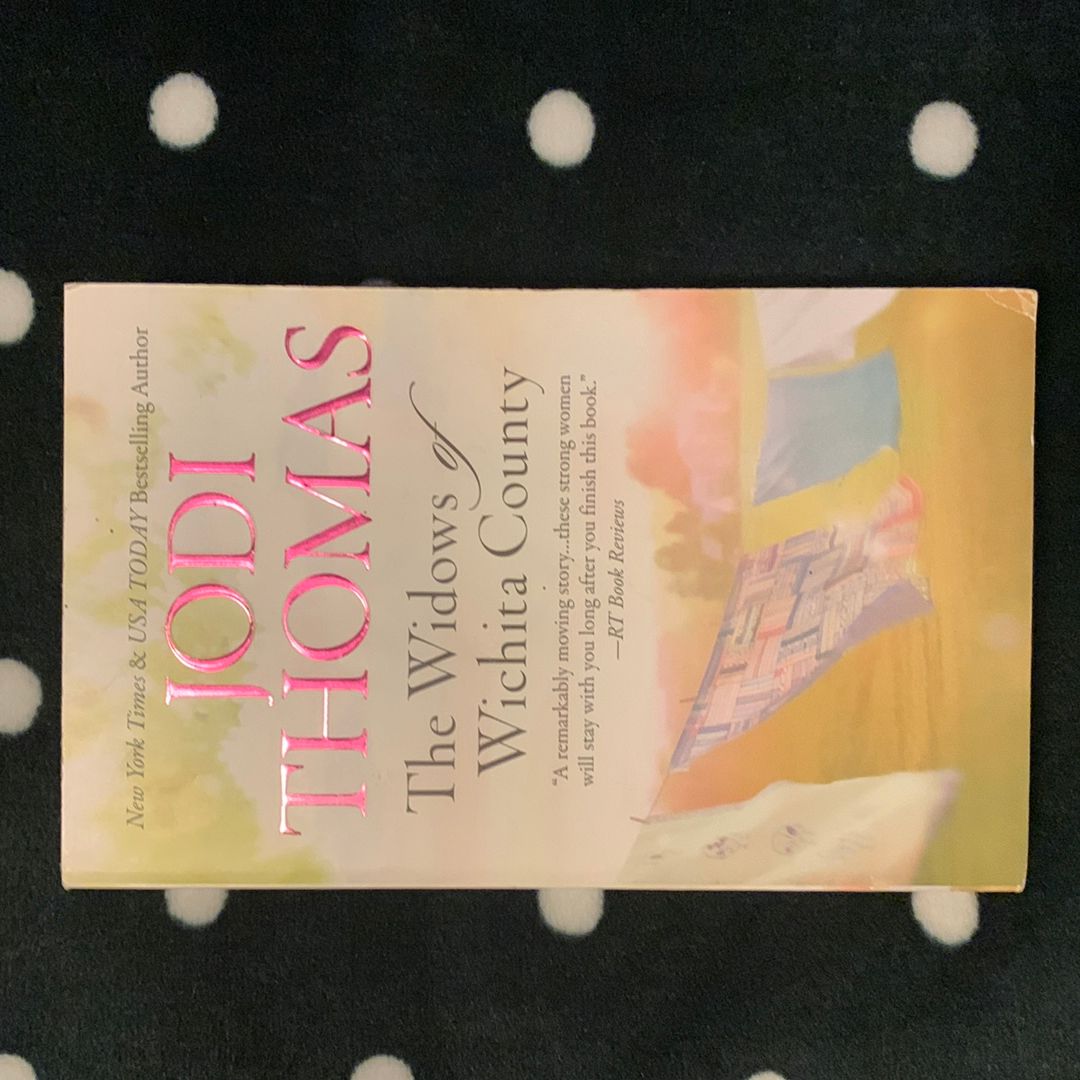 New York Times & USA TODAY Bestselling Author
JODI
THOMAS
The Widows of
Wichita County
“A remarkably moving story...these strong women
will stay with you long after you finish this book.”
—RT Book Reviews